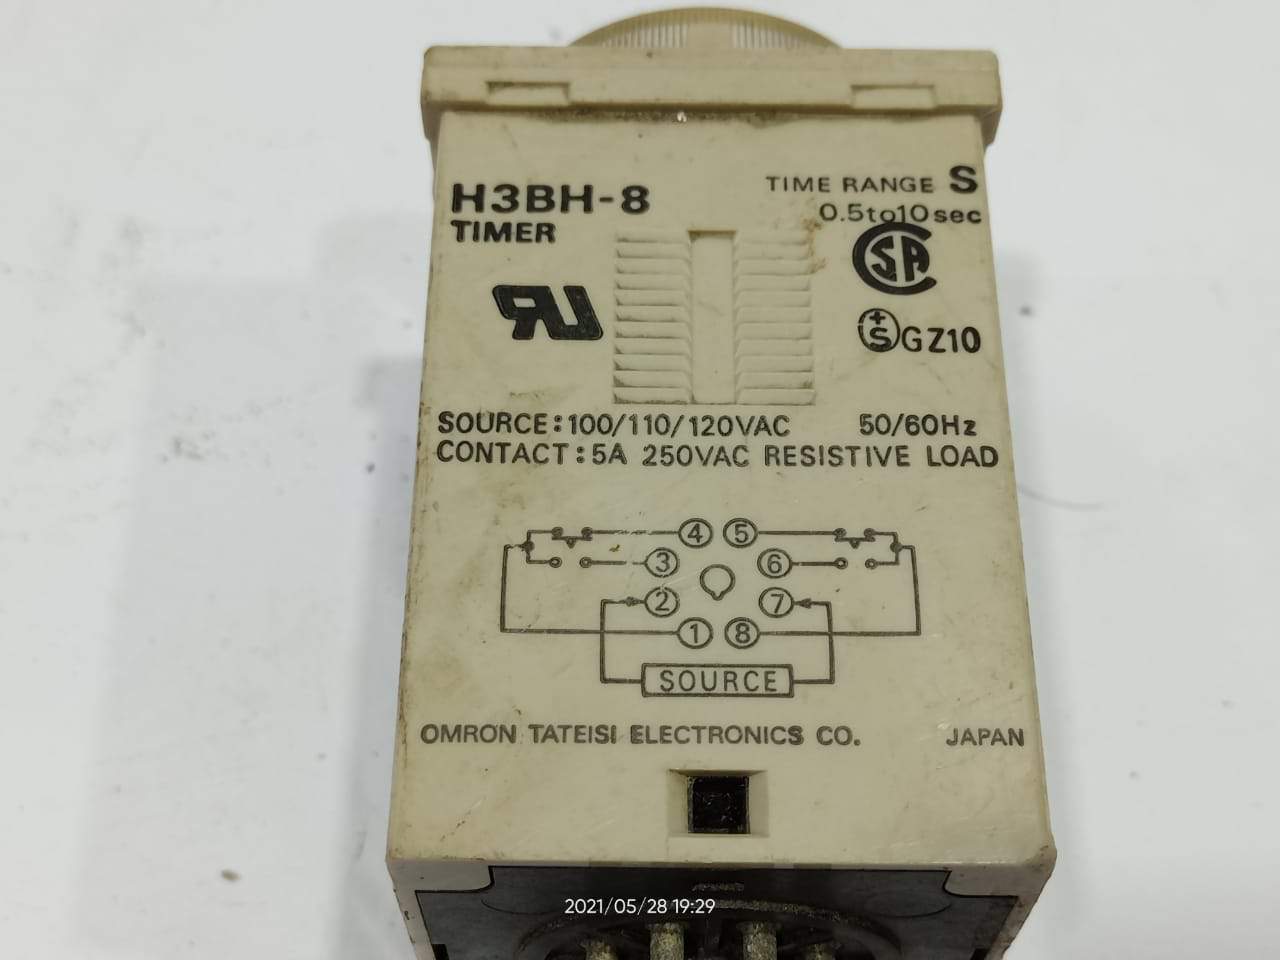 H3BH-8
TIMER
TIME RANGE S
0.5to10sec
SA
+S GZ10
SOURCE:100/110/120VAC 50/60Hz
CONTACT:5A 250VAC RESISTIVE LOAD
4 5
3 6
2 7
1 8
SOURCE
OMRON TATEISI ELECTRONICS CO. JAPAN
2021/05/28 19:29